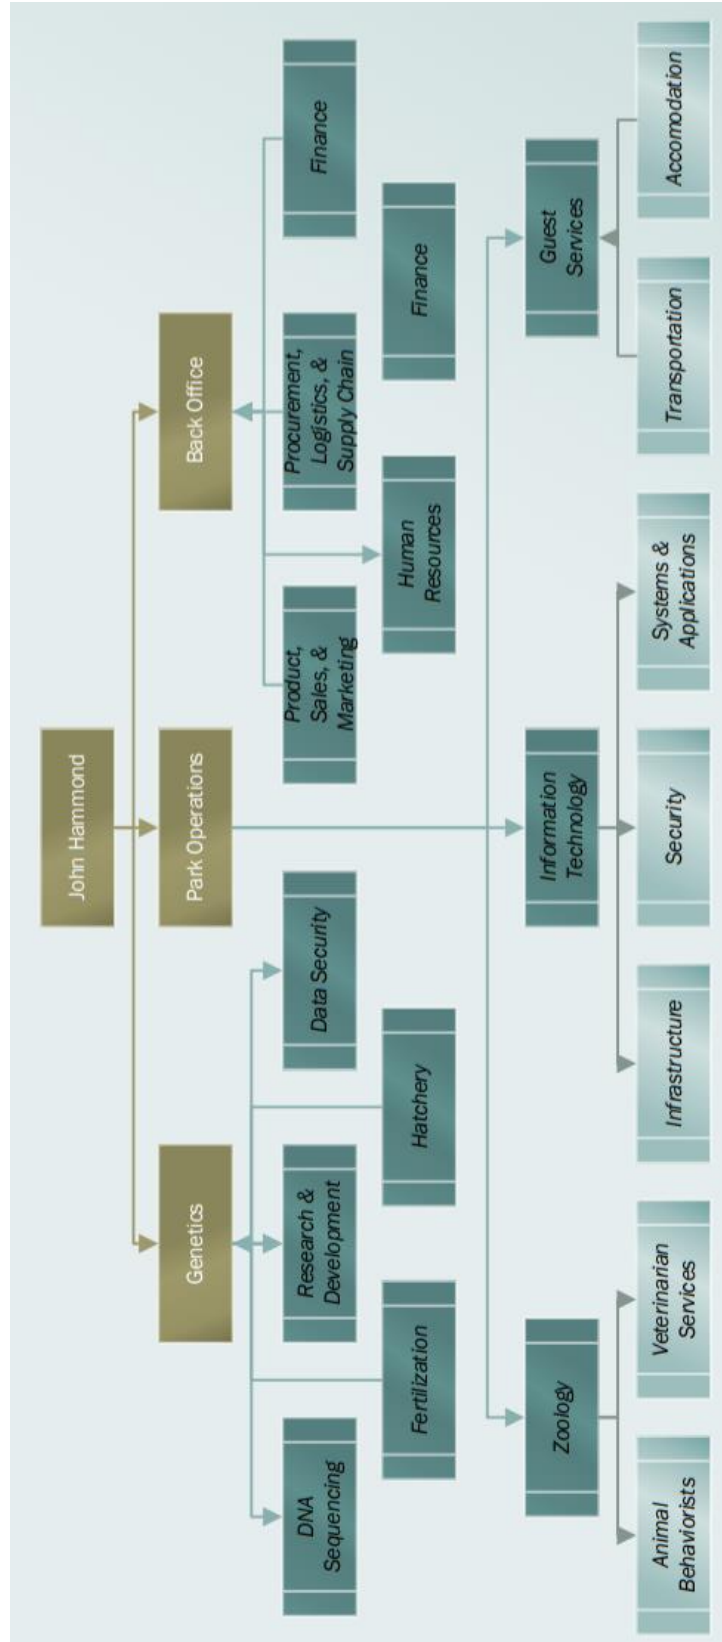 John Hammond
Genetics
Park Operations
Back Office
DNA
Sequencing
Research &
Development
Data Security
Product,
Sales, &
Marketing
Procurement,
Logistics, &
Supply Chain
Finance
Fertilization
Hatchery
Human
Resources
Finance
Zoology
Information
Technology
Guest
Services
Animal
Behaviorists
Veterinarian
Services
Infrastructure
Security
Systems &
Applications
Transportation
Accomodation